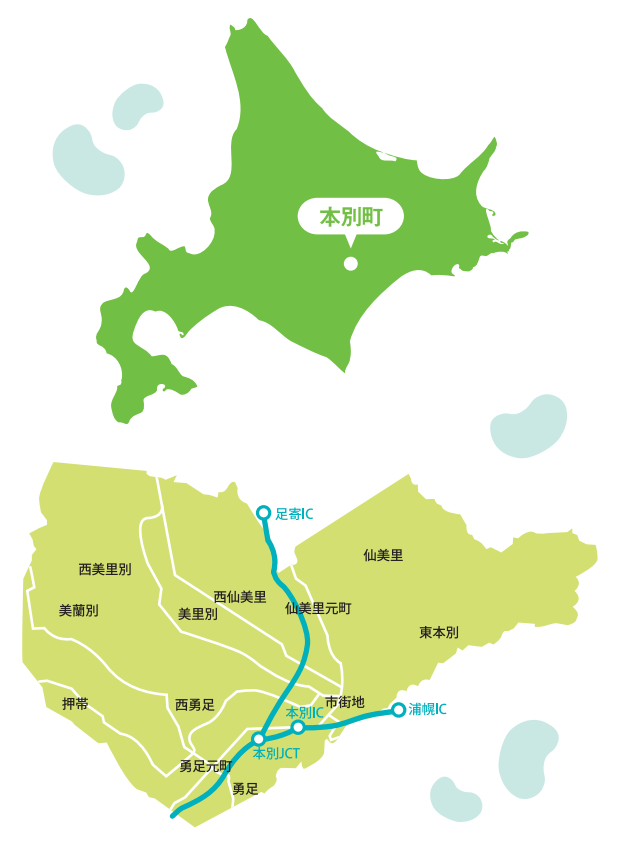 本別町
足寄IC
仙美里
西美里別
西仙美里
美蘭別
美里別
仙美里元町
東本別
押帯
西勇足
市街地
本別IC
浦幌IC
本別JCT
勇足元町
勇足